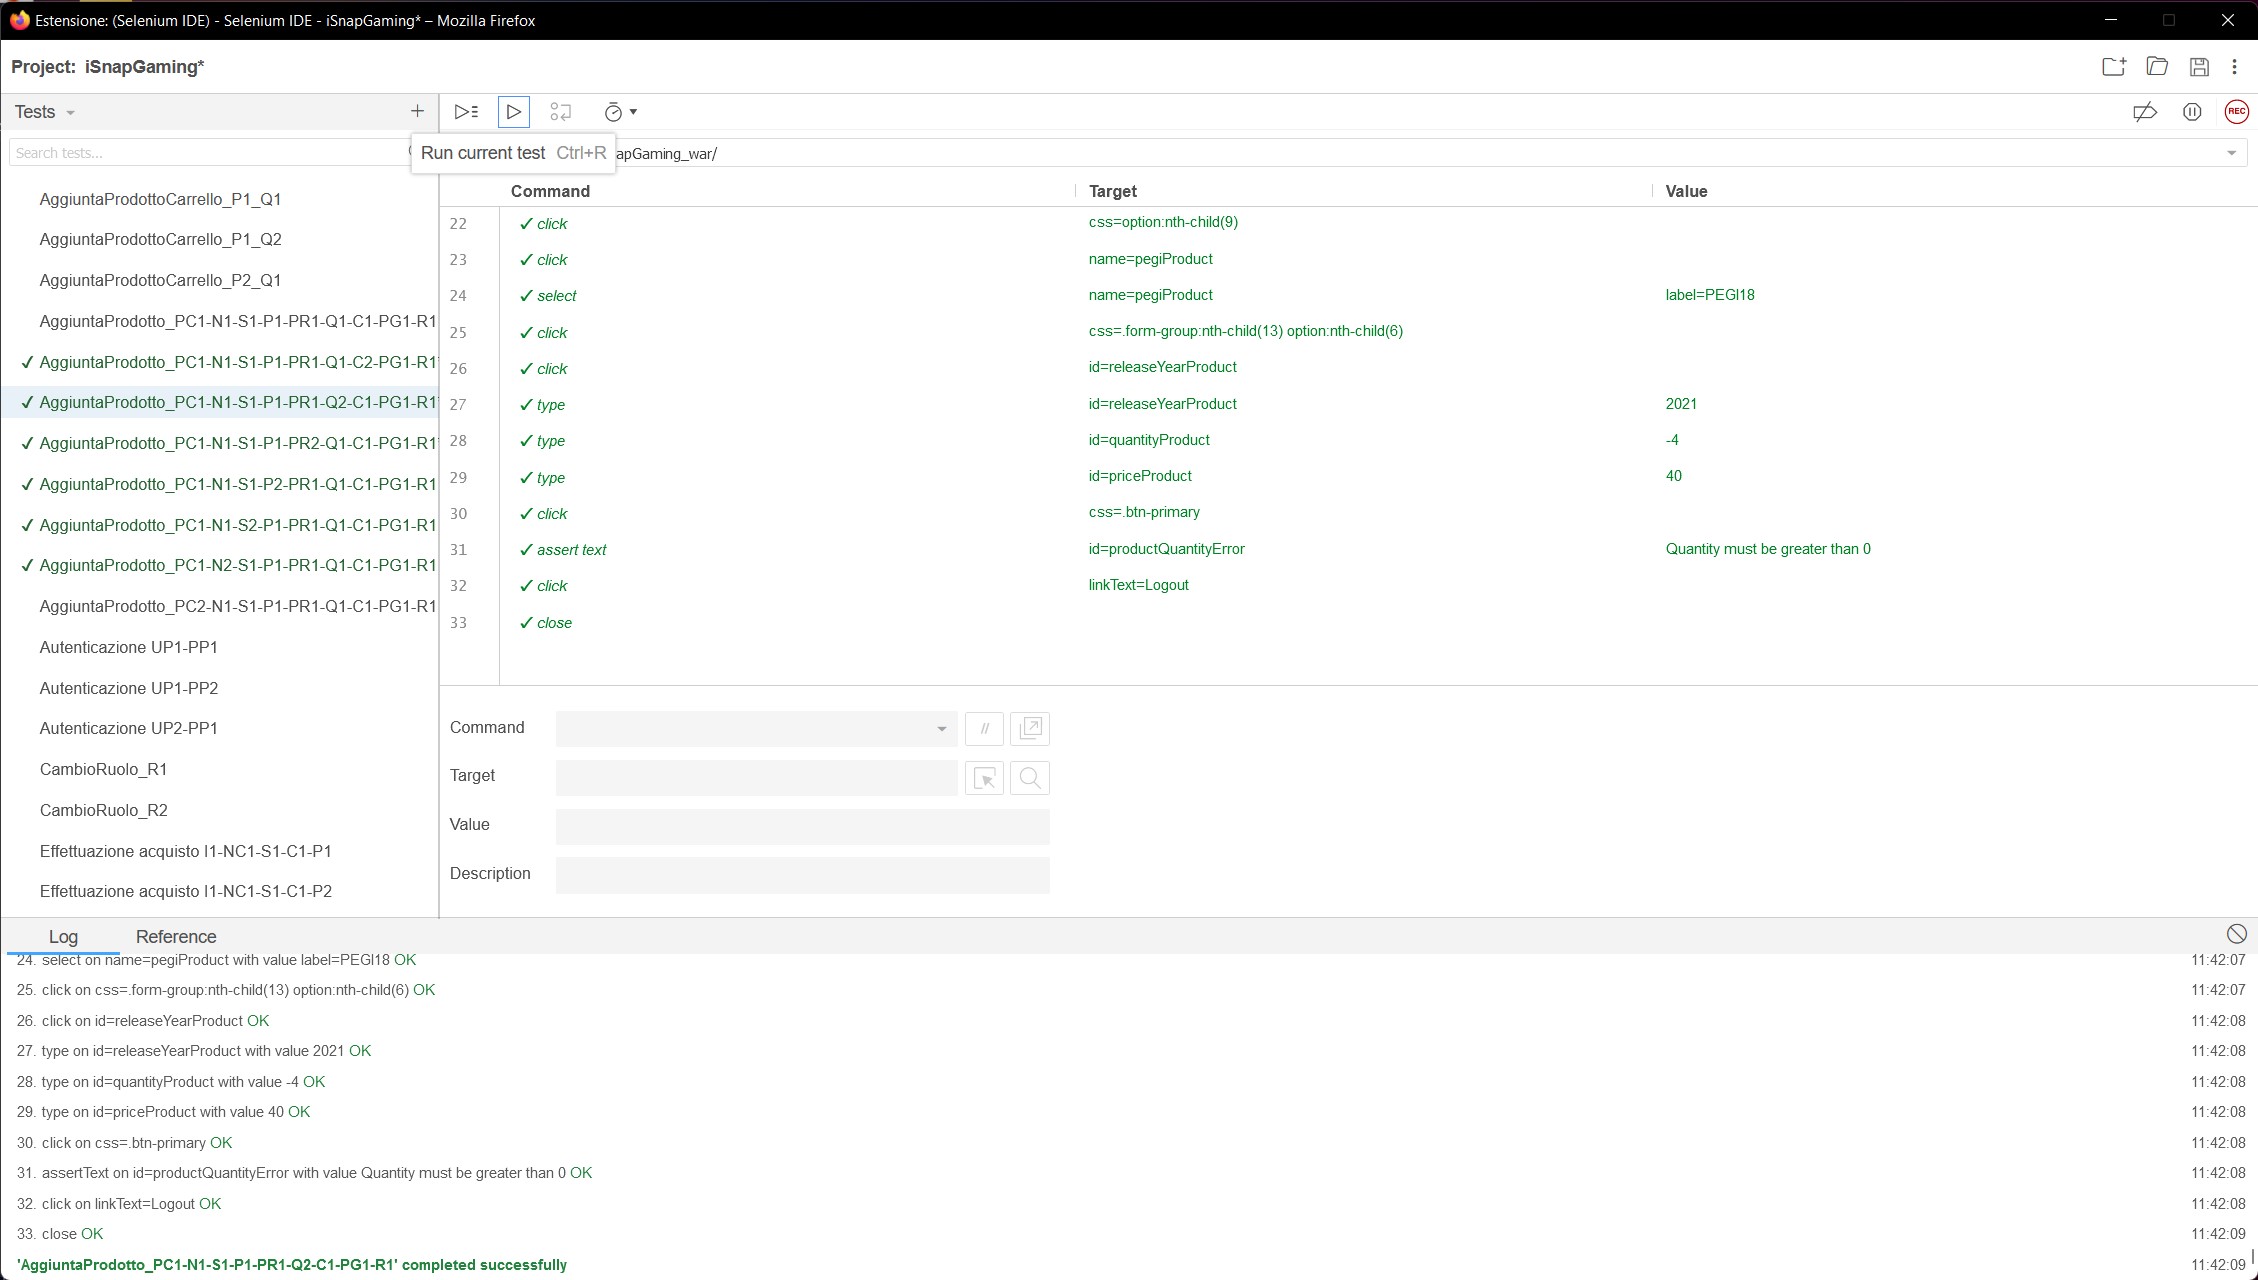 Estensione: (Selenium IDE) - Selenium IDE - iSnapGaming* – Mozilla Firefox
Project: iSnapGaming*
Tests
Search tests...
Run current test Ctrl+R
apGaming_war/
AggiuntaProdottoCarrello_P1_Q1
AggiuntaProdottoCarrello_P1_Q2
AggiuntaProdottoCarrello_P2_Q1
AggiuntaProdotto_PC1-N1-S1-P1-PR1-Q1-C1-PG1-R1
✓ AggiuntaProdotto_PC1-N1-S1-P1-PR1-Q1-C2-PG1-R1
✓ AggiuntaProdotto_PC1-N1-S1-P1-PR1-Q2-C1-PG1-R1
✓ AggiuntaProdotto_PC1-N1-S1-P1-PR2-Q1-C1-PG1-R1
✓ AggiuntaProdotto_PC1-N1-S1-P2-PR1-Q1-C1-PG1-R1
✓ AggiuntaProdotto_PC1-N1-S2-P1-PR1-Q1-C1-PG1-R1
✓ AggiuntaProdotto_PC1-N2-S1-P1-PR1-Q1-C1-PG1-R1
AggiuntaProdotto_PC2-N1-S1-P1-PR1-Q1-C1-PG1-R1
Autenticazione UP1-PP1
Autenticazione UP1-PP2
Autenticazione UP2-PP1
CambioRuolo_R1
CambioRuolo_R2
Effettuazione acquisto I1-NC1-S1-C1-P1
Effettuazione acquisto I1-NC1-S1-C1-P2
REC
Command Target Value
22 ✓ click css=option:nth-child(9)
23 ✓ click name=pegiProduct
24 ✓ select name=pegiProduct label=PEGI18
25 ✓ click css=.form-group:nth-child(13) option:nth-child(6)
26 ✓ click id=releaseYearProduct
27 ✓ type id=releaseYearProduct 2021
28 ✓ type id=quantityProduct -4
29 ✓ type id=priceProduct 40
30 ✓ click css=.btn-primary
31 ✓ assert text id=productQuantityError Quantity must be greater than 0
32 ✓ click linkText=Logout
33 ✓ close
Command //
Target
Value
Description
Log Reference
24. select on name=pegiProduct with value label=PEGI18 OK 11:42:07
25. click on css=.form-group:nth-child(13) option:nth-child(6) OK 11:42:07
26. click on id=releaseYearProduct OK 11:42:08
27. type on id=releaseYearProduct with value 2021 OK 11:42:08
28. type on id=quantityProduct with value -4 OK 11:42:08
29. type on id=priceProduct with value 40 OK 11:42:08
30. click on css=.btn-primary OK 11:42:08
31. assertText on id=productQuantityError with value Quantity must be greater than 0 OK 11:42:08
32. click on linkText=Logout OK 11:42:08
33. close OK 11:42:09
'AggiuntaProdotto_PC1-N1-S1-P1-PR1-Q2-C1-PG1-R1' completed successfully 11:42:09